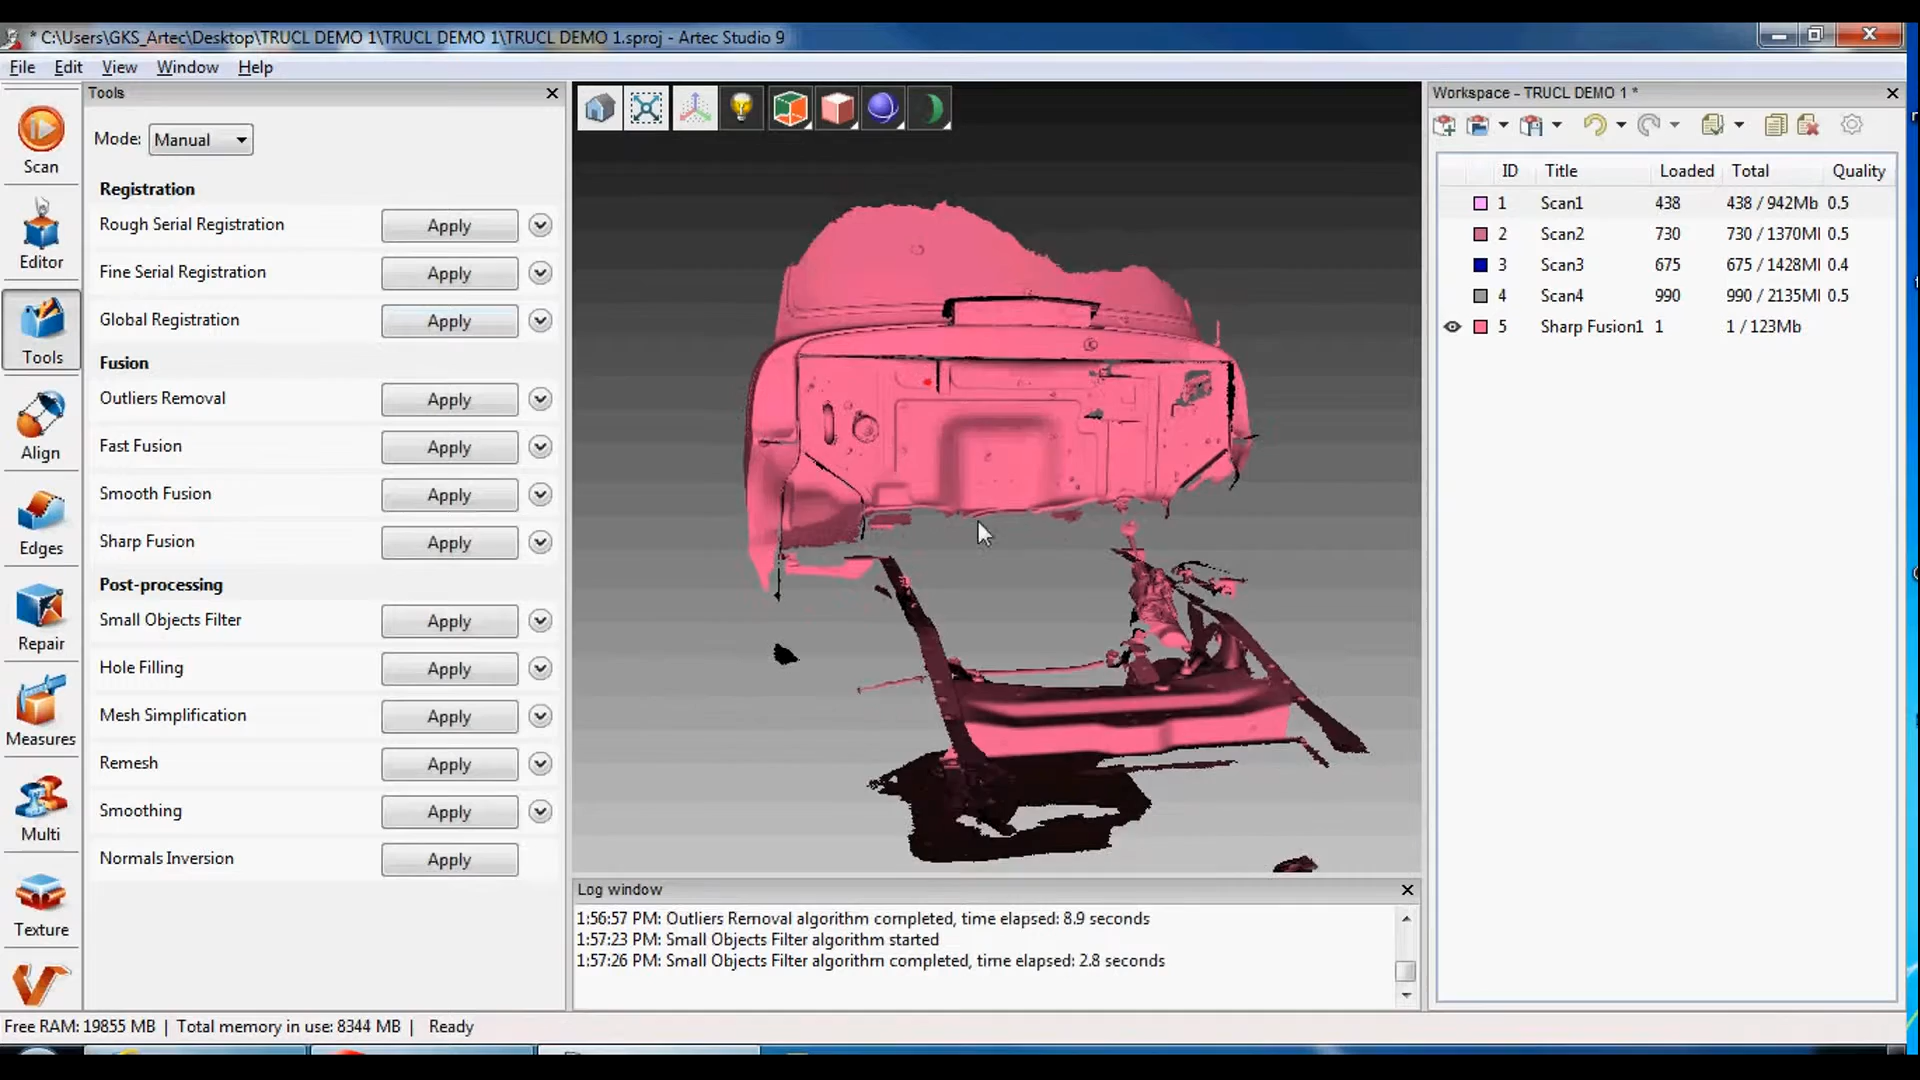 * C:\Users\GKS_Artec\Desktop\TRUCL DEMO 1\TRUCL DEMO 1\TRUCL DEMO 1.sproj - Artec Studio 9
File Edit View Window Help
Tools
Mode: Manual
Registration
Rough Serial Registration Apply
Fine Serial Registration Apply
Global Registration Apply
Fusion
Outliers Removal Apply
Fast Fusion Apply
Smooth Fusion Apply
Sharp Fusion Apply
Post-processing
Small Objects Filter Apply
Hole Filling Apply
Mesh Simplification Apply
Remesh Apply
Smoothing Apply
Normals Inversion Apply
Scan
Editor
Tools
Align
Edges
Repair
Measures
Multi
Texture
Log window
1:56:57 PM: Outliers Removal algorithm completed, time elapsed: 8.9 seconds
1:57:23 PM: Small Objects Filter algorithm started
1:57:26 PM: Small Objects Filter algorithm completed, time elapsed: 2.8 seconds
Workspace - TRUCL DEMO 1 *
ID Title Loaded Total Quality
1 Scan1 438 438 / 942Mb 0.5
2 Scan2 730 730 / 1370Ml 0.5
3 Scan3 675 675 / 1428Ml 0.4
4 Scan4 990 990 / 2135Ml 0.5
5 Sharp Fusion1 1 1 / 123Mb
Free RAM: 19855 MB | Total memory in use: 8344 MB | Ready